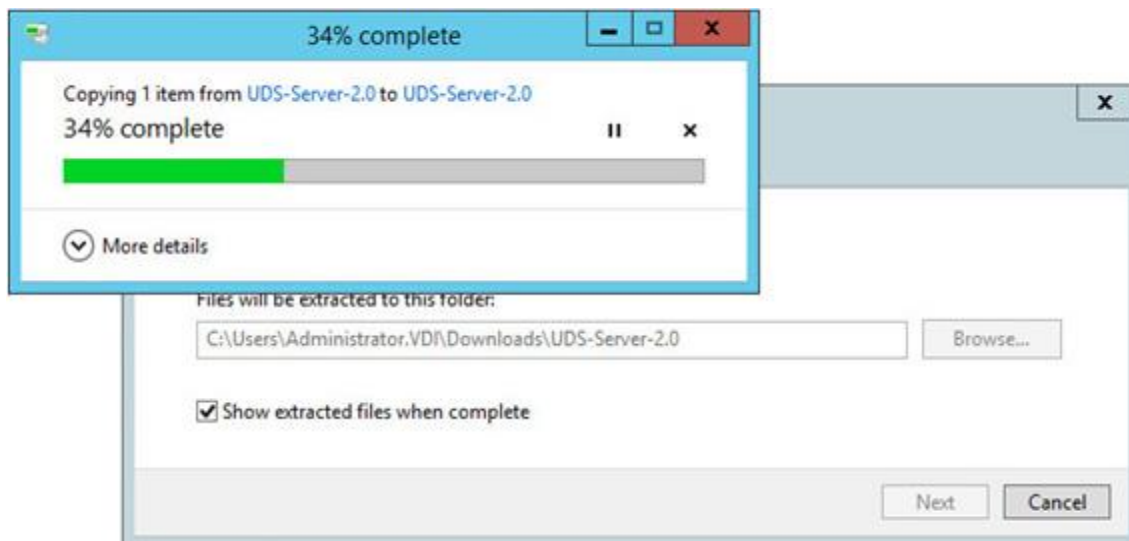 34% complete
Copying 1 item from UDS-Server-2.0 to UDS-Server-2.0
34% complete
More details
Files will be extracted to this folder:
C:\Users\Administrator.VDI\Downloads\UDS-Server-2.0
Browse...
Show extracted files when complete
Next
Cancel